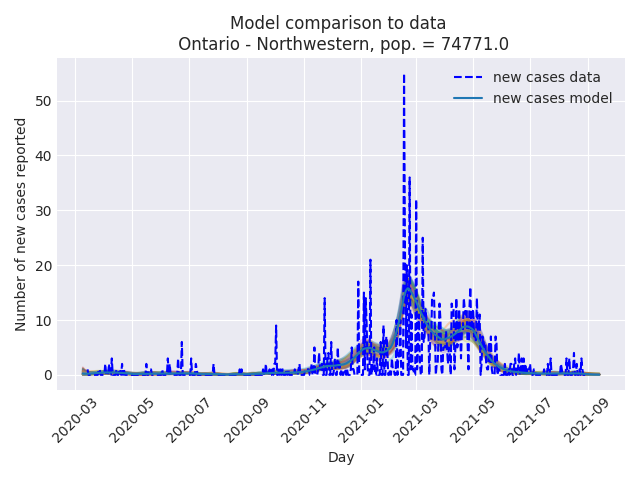 Model comparison to data
Ontario - Northwestern, pop. = 74771.0
new cases data
new cases model
Number of new cases reported
50
40
30
20
10
0
2020-03
2020-05
2020-07
2020-09
2020-11
2021-01
2021-03
2021-05
2021-07
2021-09
Day